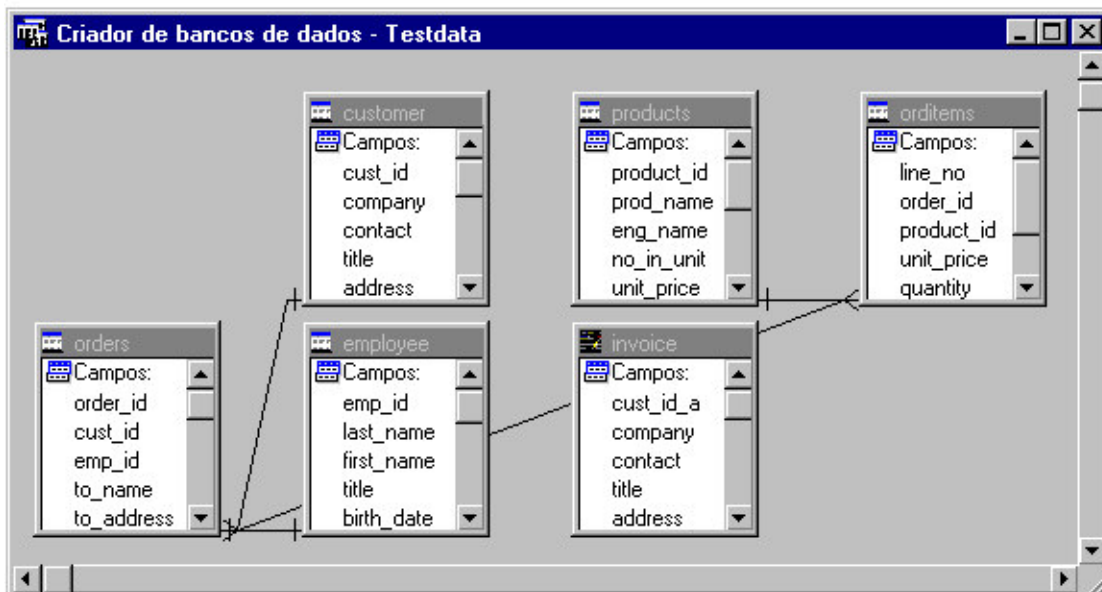 Criador de bancos de dados - Testdata
customer
Campos:
cust_id
company
contact
title
address
products
Campos:
product_id
prod_name
eng_name
no_in_unit
unit_price
orditems
Campos:
line_no
order_id
product_id
unit_price
quantity
orders
Campos:
order_id
cust_id
emp_id
to_name
to_address
employee
Campos:
emp_id
last_name
first_name
title
birth_date
invoice
Campos:
cust_id_a
company
contact
title
address